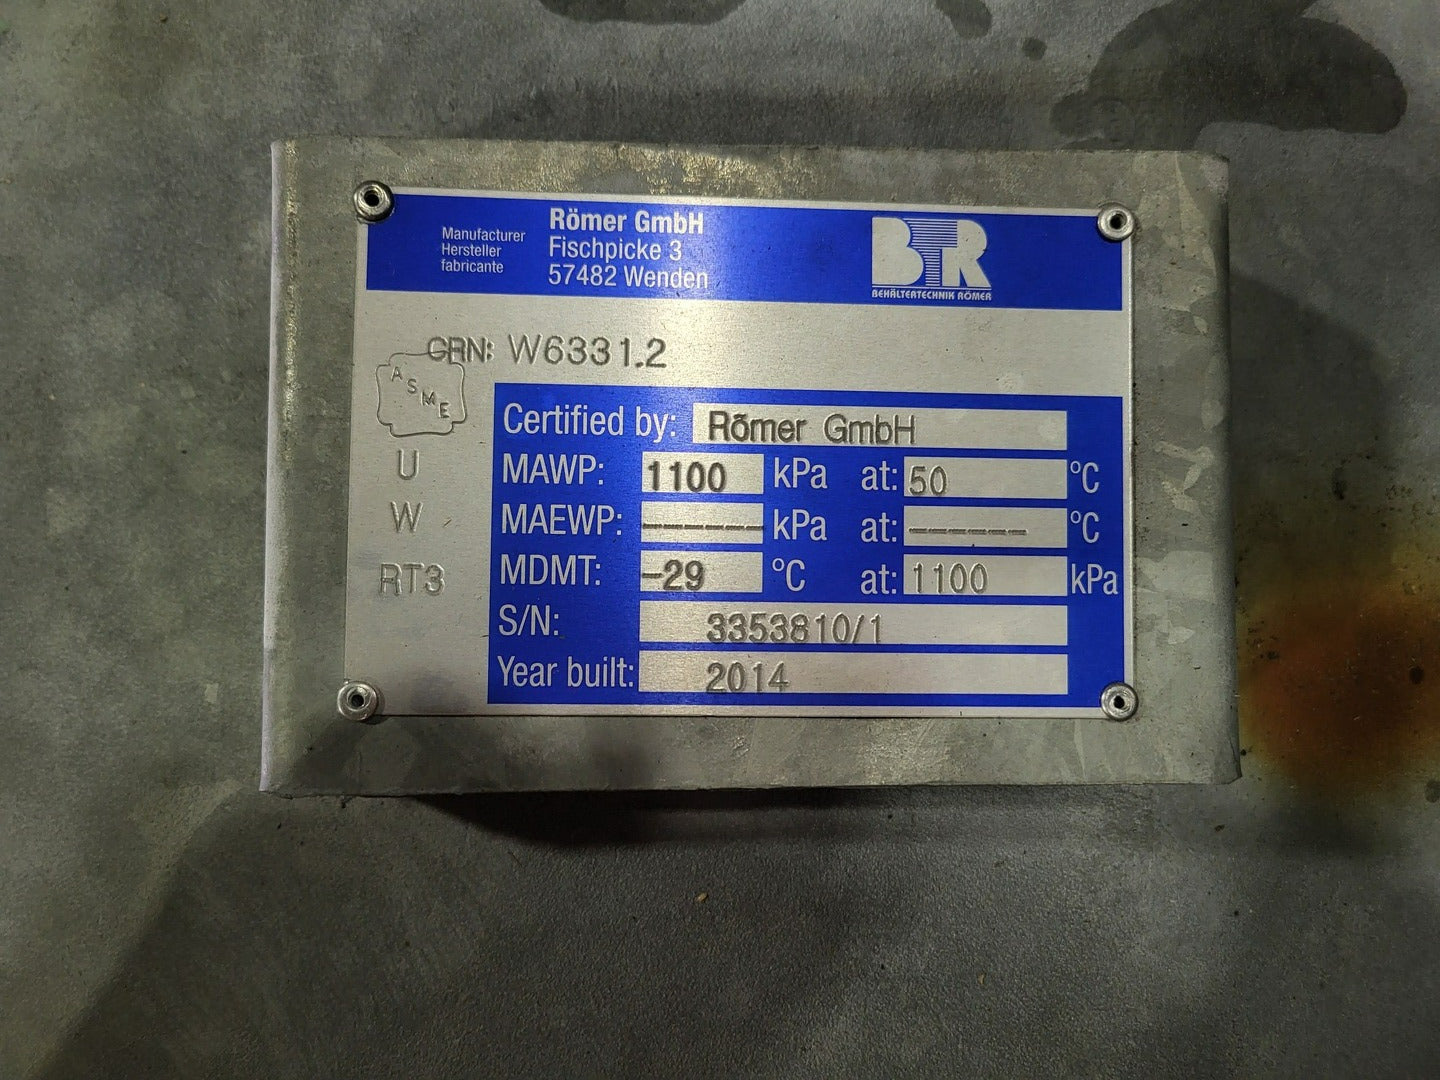 Manufacturer
Hersteller
fabricante
Römer GmbH
Fischpicke 3
57482 Wenden
BTR
BEHÄLTERTECHNIK RÖMER
CRN: W6331.2
ASME
U
W
RT3
Certified by: Römer GmbH
MAWP: 1100 kPa at: 50 °C
MAEWP: ------ kPa at: ----- °C
MDMT: -29 °C at: 1100 kPa
S/N: 3353810/1
Year built: 2014